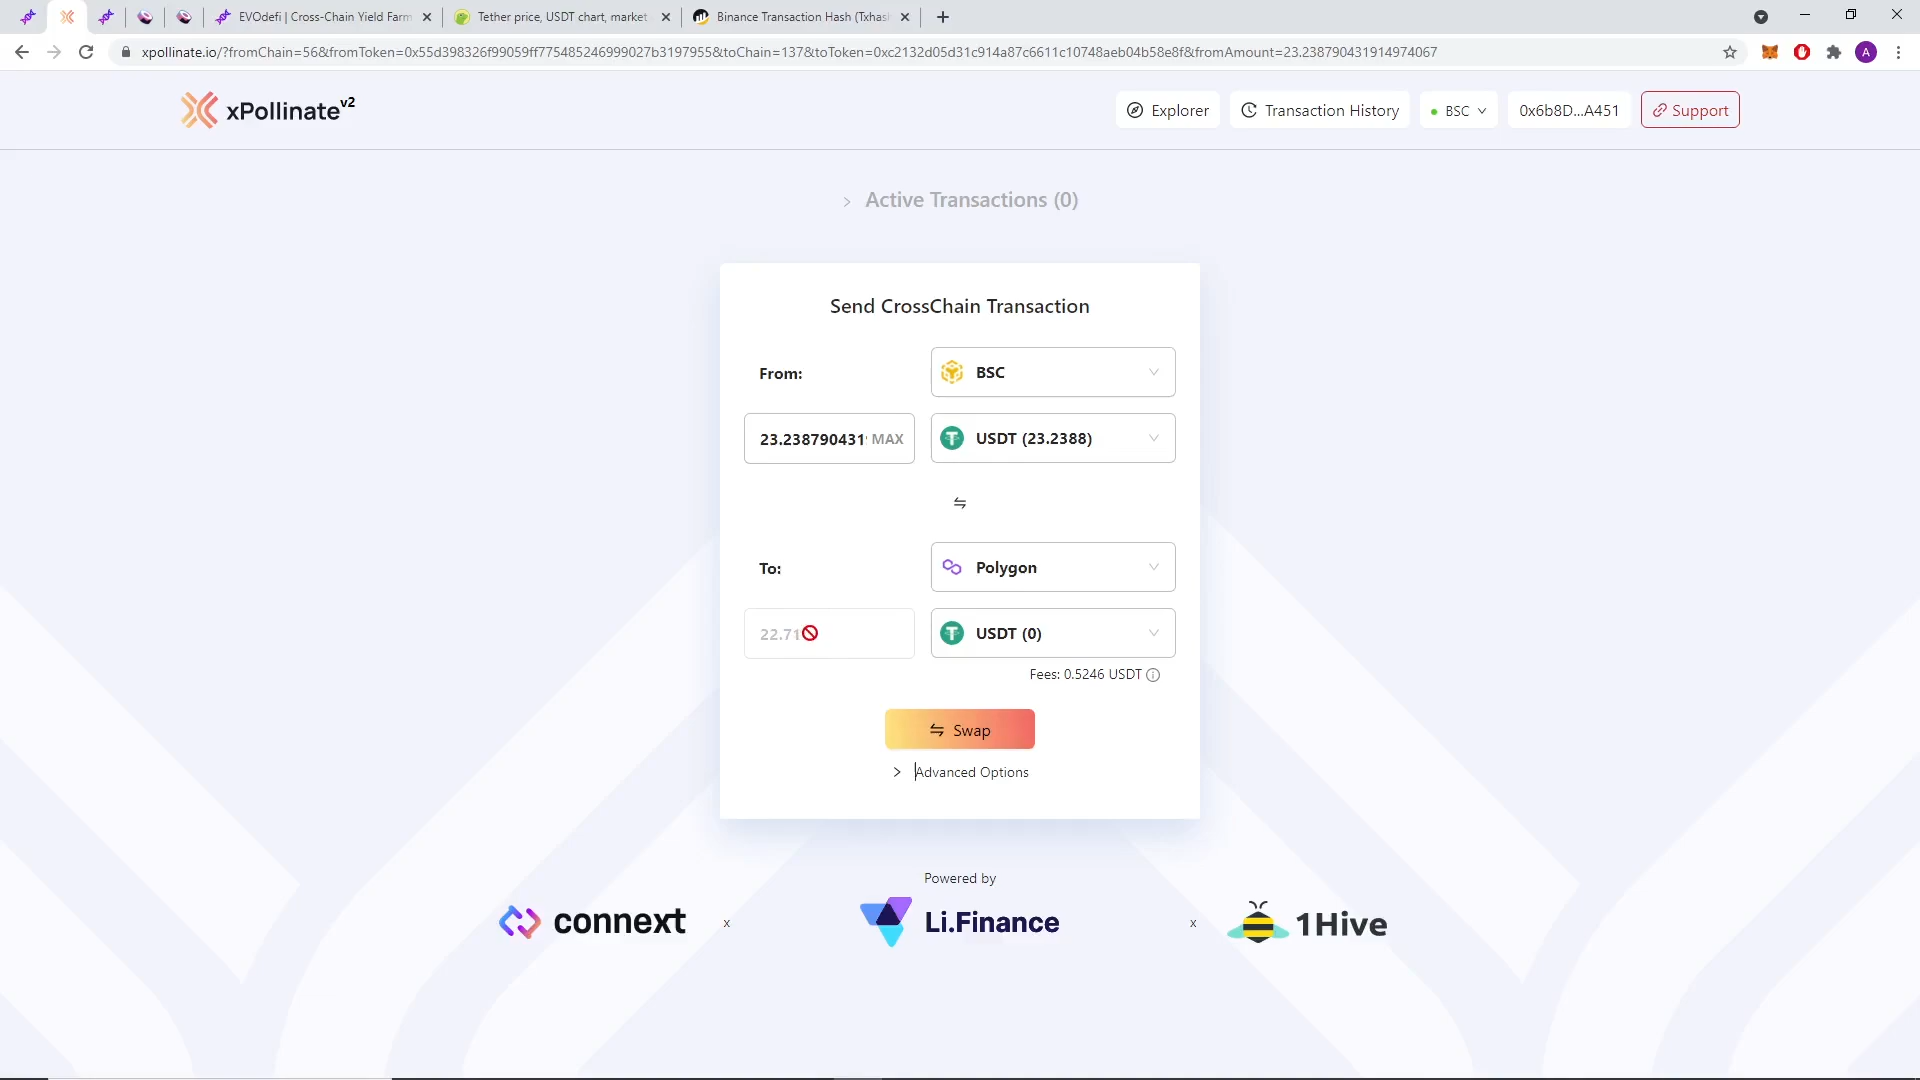 EVOdefi | Cross-Chain Yield Farm
Tether price, USDT chart, market
Binance Transaction Hash (Txhas
xpollinate.io/?fromChain=56&fromToken=0x55d398326f99059ff775485246999027b3197955&toChain=137&toToken=0xc2132d05d31c914a87c6611c10748aeb04b58e8f&fromAmount=23.238790431914974067
A
xPollinate v2
Explorer
Transaction History
BSC
0x6b8D...A451
Support
Active Transactions (0)
Send CrossChain Transaction
From:
BSC
23.238790431 MAX
USDT (23.2388)
To:
Polygon
22.71
USDT (0)
Fees: 0.5246 USDT
Swap
Advanced Options
Powered by
connext
x
Li.Finance
x
1Hive